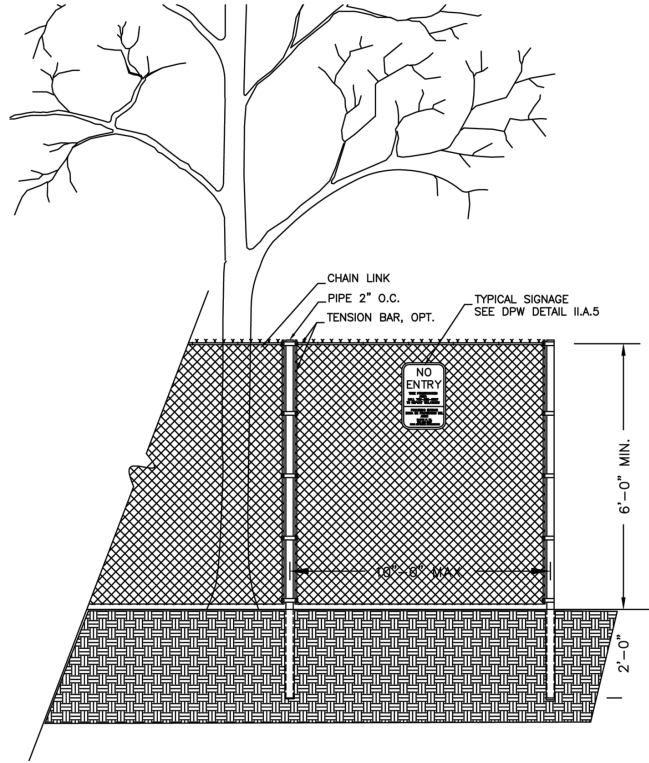 CHAIN LINK
PIPE 2" O.C.
TENSION BAR, OPT.
TYPICAL SIGNAGE
SEE DPW DETAIL II.A.5
NO
ENTRY
6'-0" MIN.
10'-0" MAX
2'-0"